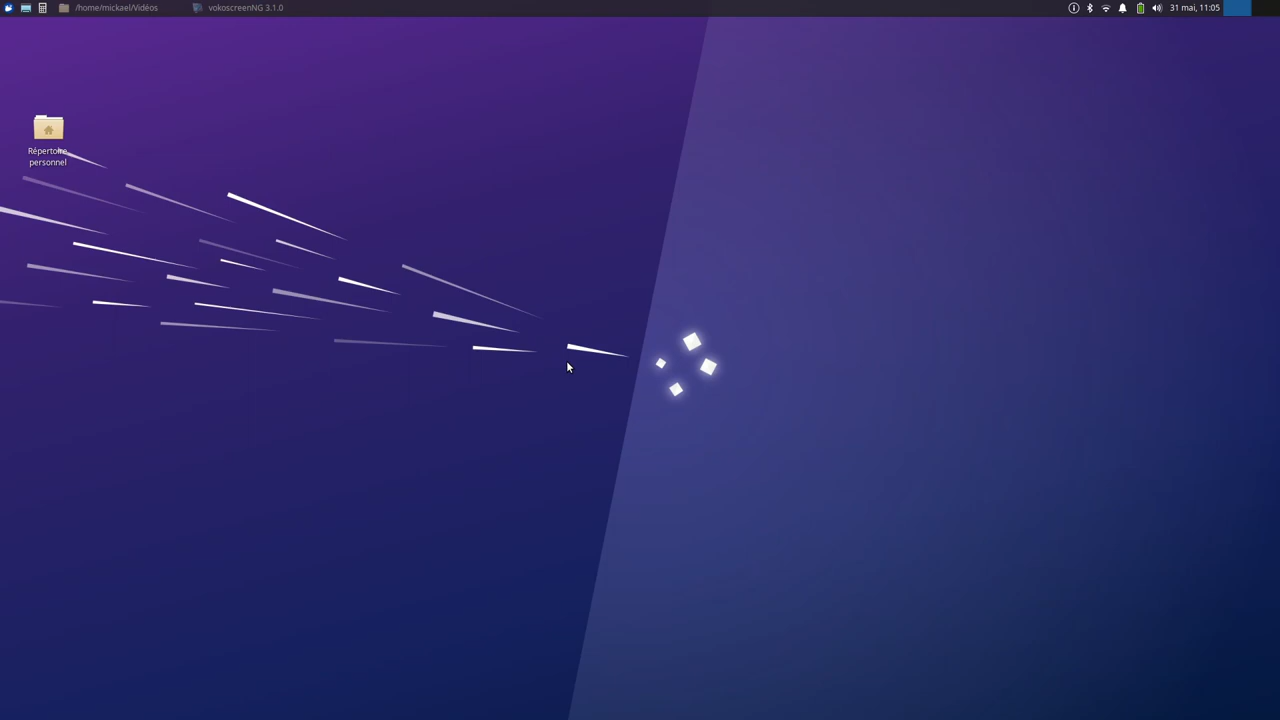 /home/mickael/Vidéos
vokoscreenNG 3.1.0
31 mai, 11:05
Répertoire
personnel